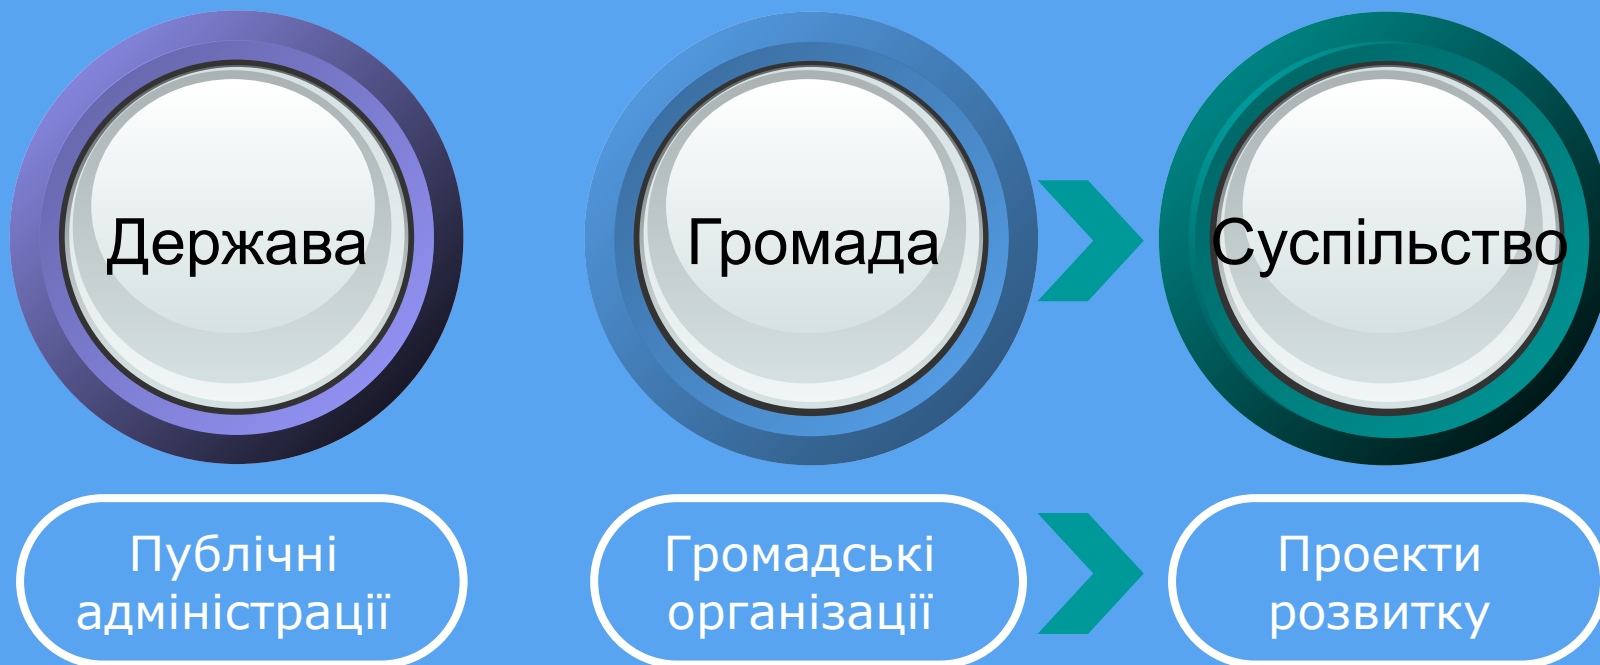 Держава
Громада
Суспільство
Публічні
адміністрації
Громадські
організації
Проекти
розвитку